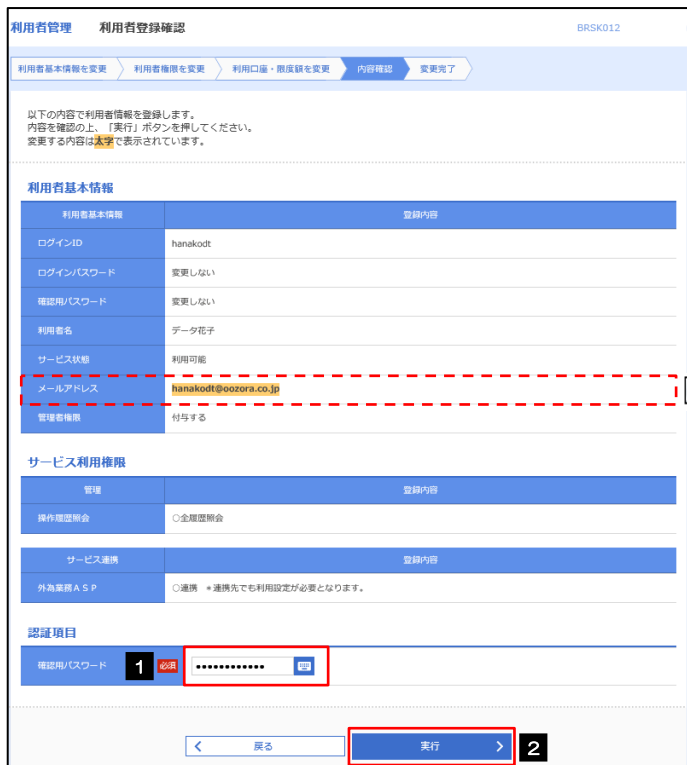 利用者管理 利用者登録確認 BRSK012
利用者基本情報を変更 利用者権限を変更 利用口座・限度額を変更 内容確認 変更完了
以下の内容で利用者情報を登録します。
内容を確認の上、「実行」ボタンを押してください。
変更する内容は太字で表示されています。
利用者基本情報
利用者基本情報 登録内容
ログインID hanakodt
ログインパスワード 変更しない
確認用パスワード 変更しない
利用者名 データ花子
サービス状態 利用可能
メールアドレス hanakodt@oozora.co.jp
管理者権限 付与する
サービス利用権限
管理 登録内容
操作履歴照会 ○全履歴照会
サービス連携 登録内容
外為業務ASP ○連携 *連携先でも利用設定が必要となります。
認証項目
確認用パスワード 1 必須 ••••••••••••
戻る 実行 2